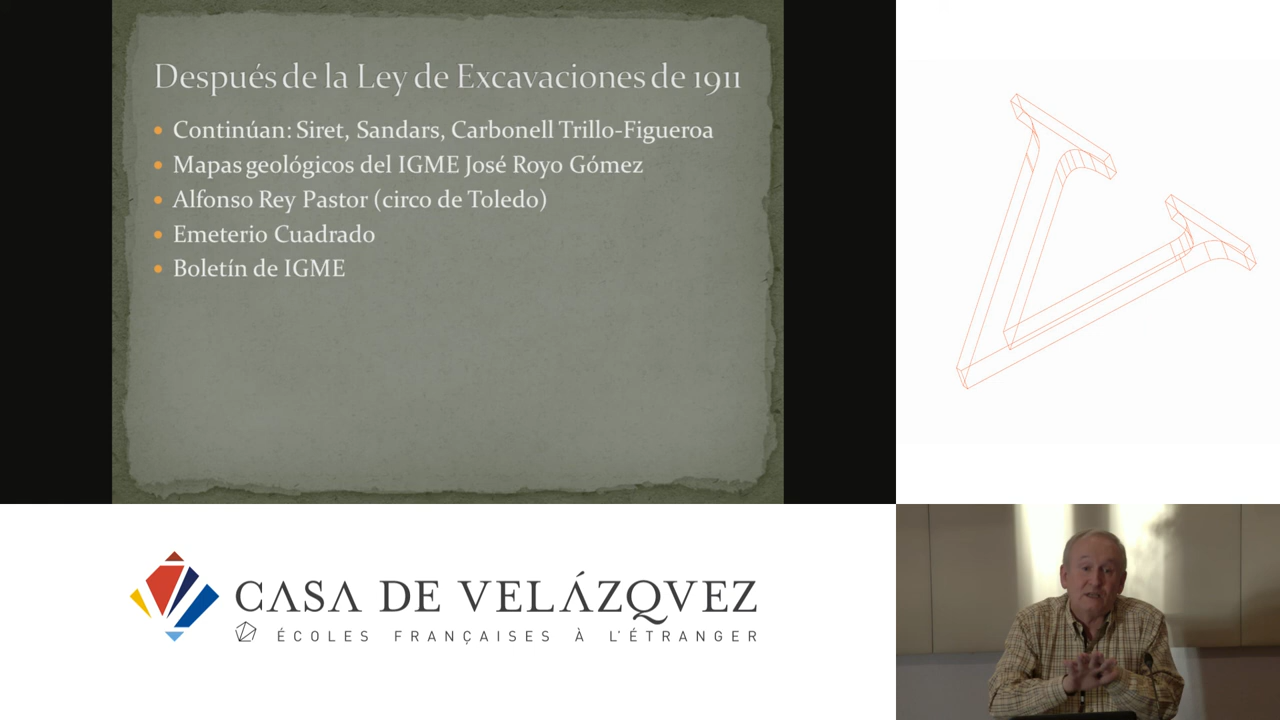 Después de la Ley de Excavaciones de 1911
Continúan: Siret, Sandars, Carbonell Trillo-Figueroa
Mapas geológicos del IGME José Royo Gómez
Alfonso Rey Pastor (circo de Toledo)
Emeterio Cuadrado
Boletín de IGME
CASA DE VELÁZQVEZ
ÉCOLES FRANÇAISES À L'ÉTRANGER